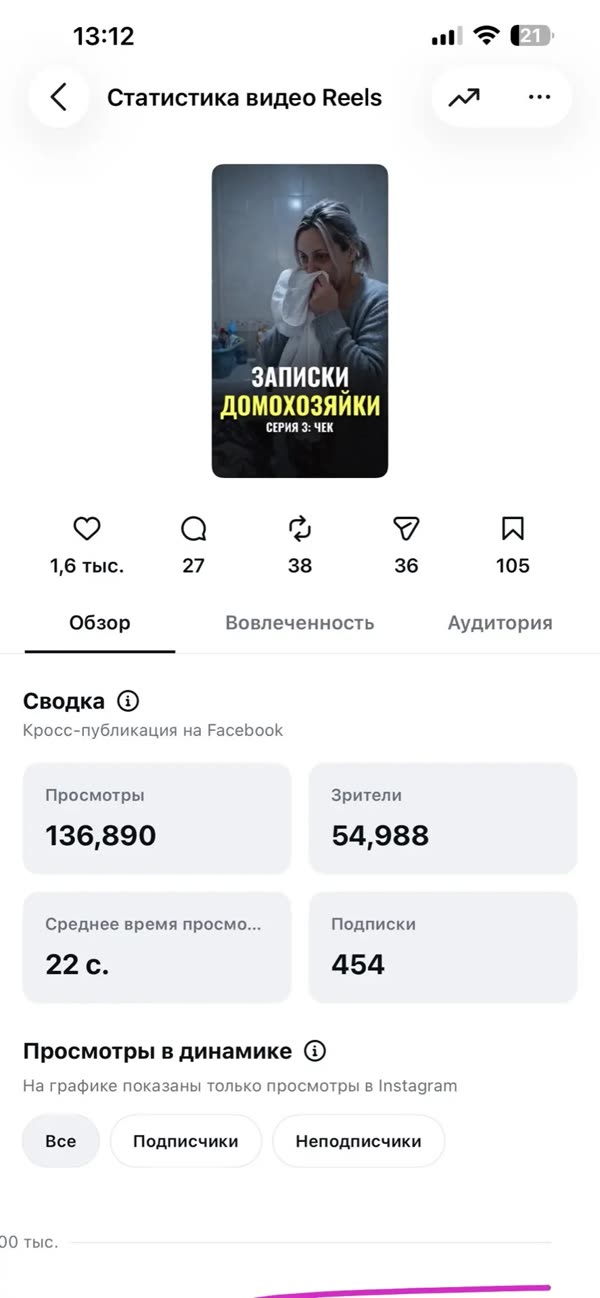 13:12
21
Статистика видео Reels
ЗАПИСКИ
ДОМОХОЗЯЙКИ
СЕРИЯ 3: ЧЕК
1,6 тыс.
27
38
36
105
Обзор
Вовлеченность
Аудитория
Сводка
Кросс-публикация на Facebook
Просмотры
Зрители
136,890
54,988
Среднее время просмо...
Подписки
22 с.
454
Просмотры в динамике
На графике показаны только просмотры в Instagram
Все
Подписчики
Неподписчики
00 тыс.